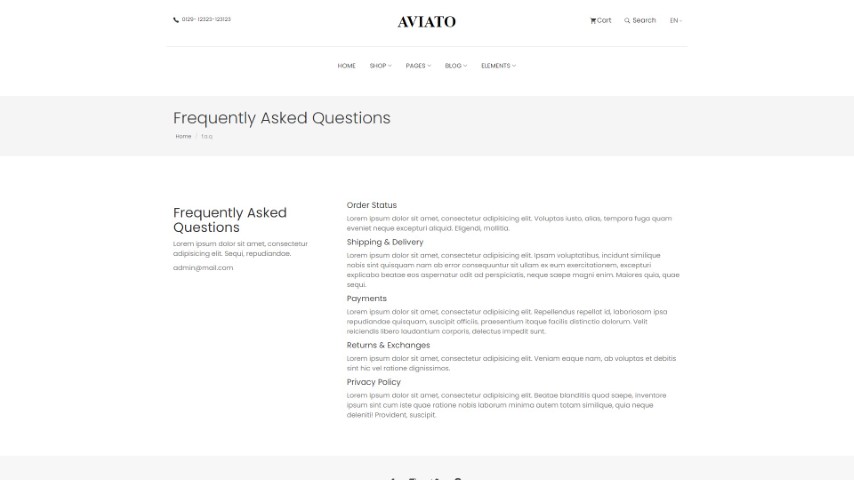 0129- 12323-123123
AVIATO
Cart
Search
EN
HOME
SHOP
PAGES
BLOG
ELEMENTS
Frequently Asked Questions
Home
faq
Frequently Asked
Questions
Lorem ipsum dolor sit amet, consectetur
adipisicing elit. Sequi, repudiandae.
admin@mail.com
Order Status
Lorem ipsum dolor sit amet, consectetur adipisicing elit. Voluptas iusto, alias, tempora fuga quam
eveniet neque excepturi aliquid. Eligendi, mollitia.
Shipping & Delivery
Lorem ipsum dolor sit amet, consectetur adipisicing elit. Ipsam voluptatibus, incidunt similique
nobis sint quisquam nam ab error consequuntur sit ullam ex eum exercitationem, excepturi
explicabo beatae eos aspernatur odit ad perspiciatis, neque saepe magni enim. Maiores quia, quae
sequi.
Payments
Lorem ipsum dolor sit amet, consectetur adipisicing elit. Repellendus repellat id, laboriosam ipsa
repudiandae quisquam, suscipit officiis, praesentium itaque facilis distinctio dolorum. Velit
reiciendis libero laudantium corporis, delectus impedit sunt.
Returns & Exchanges
Lorem ipsum dolor sit amet, consectetur adipisicing elit. Veniam eaque nam, ab voluptas et debitis
sint hic vel ratione dignissimos.
Privacy Policy
Lorem ipsum dolor sit amet, consectetur adipisicing elit. Beatae blanditiis quod saepe, inventore
ipsum sint cum iste quae ratione nobis laborum minima autem totam similique, quia neque
deleniti! Provident, suscipit.